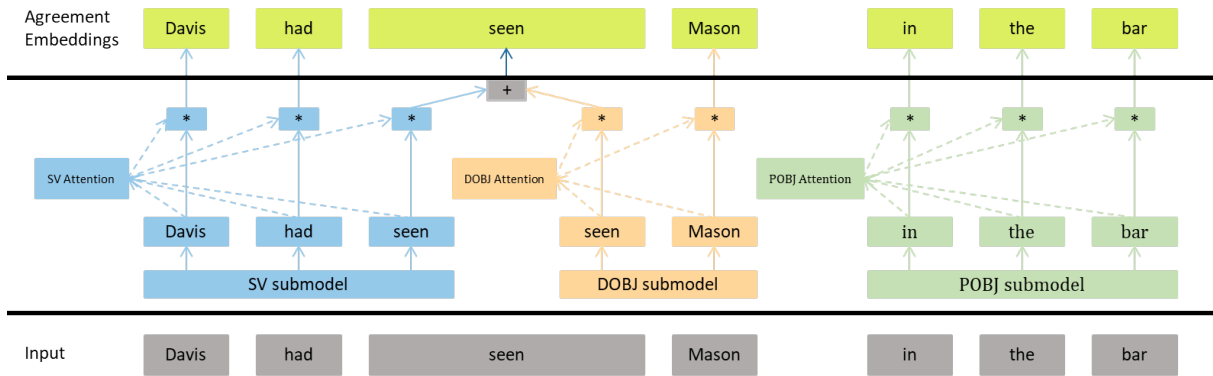 Agreement
Embeddings
Davis had seen Mason in the bar
+
* * * * * * * *
SV Attention DOBJ Attention POBJ Attention
Davis had seen seen Mason in the bar
SV submodel DOBJ submodel POBJ submodel
Input Davis had seen Mason in the bar